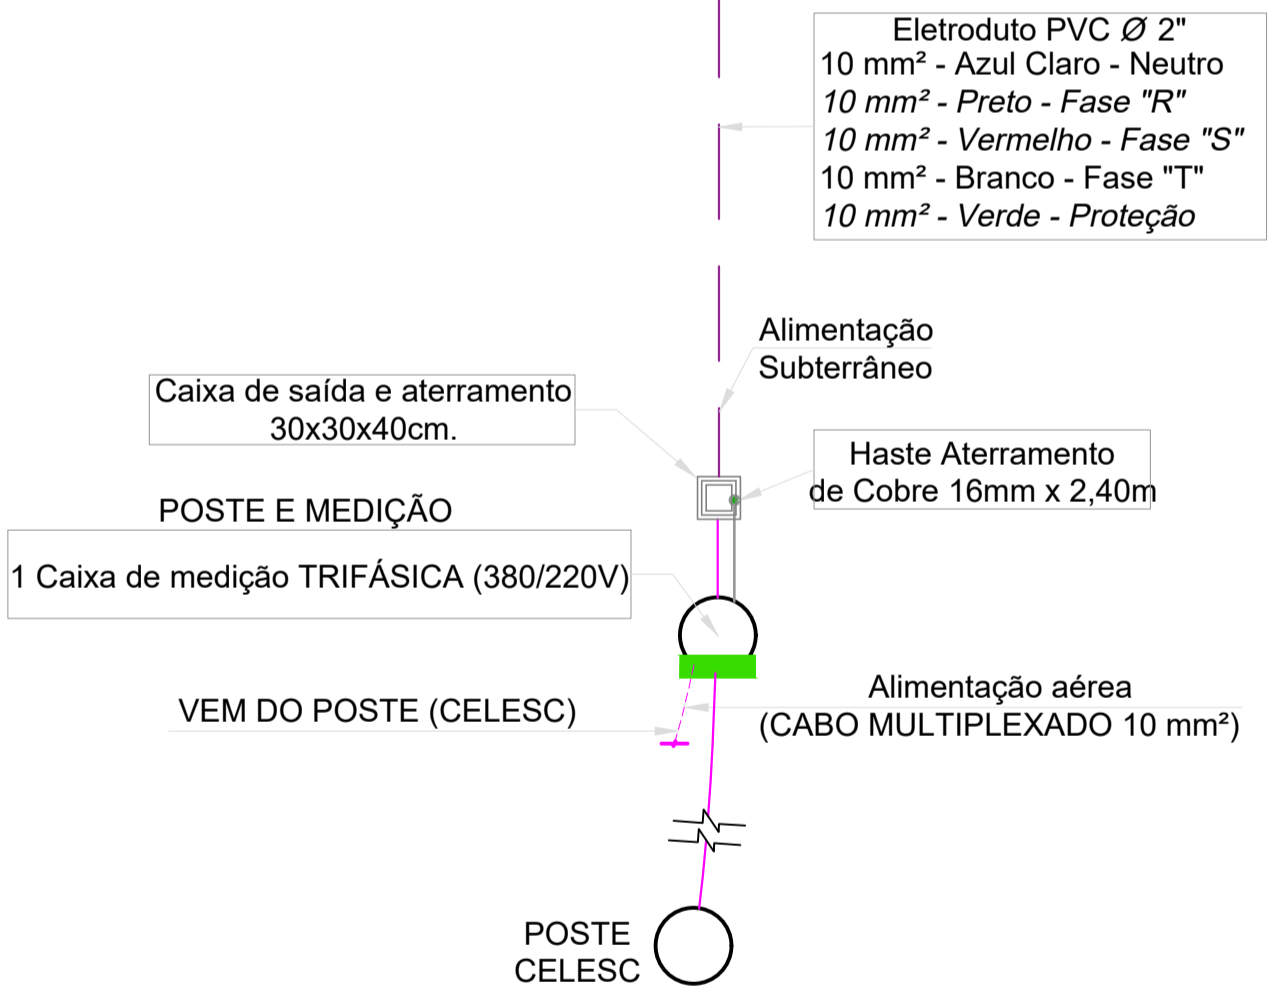 Eletroduto PVC Ø 2"
10 mm² - Azul Claro - Neutro
10 mm² - Preto - Fase "R"
10 mm² - Vermelho - Fase "S"
10 mm² - Branco - Fase "T"
10 mm² - Verde - Proteção
Alimentação
Subterrâneo
Caixa de saída e aterramento
30x30x40cm.
Haste Aterramento
de Cobre 16mm x 2,40m
POSTE E MEDIÇÃO
1 Caixa de medição TRIFÁSICA (380/220V)
VEM DO POSTE (CELESC)
Alimentação aérea
(CABO MULTIPLEXADO 10 mm²)
POSTE
CELESC